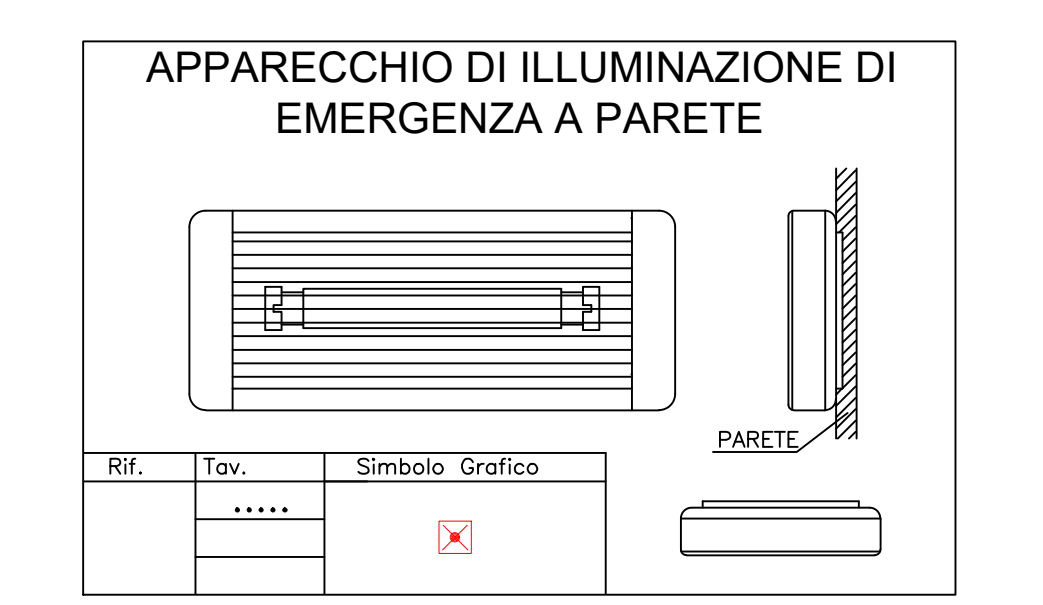 APPARECCHIO DI ILLUMINAZIONE DI
EMERGENZA A PARETE
PARETE
Rif. Tav. Simbolo Grafico
.....